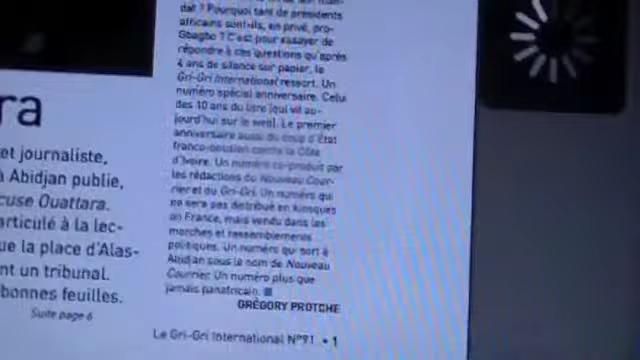 dat ? Pourquoi tant de présidents
africains sont-ils, en privé, pro-
Gbagbo ? C'est pour essayer de
répondre à ces questions qu'après
4 ans de silence sur papier, le
Gri-Gri International ressort. Un
numéro spécial anniversaire. Celui
des 10 ans du titre (qui vit au-
jourd'hui sur le web). Le premier
anniversaire aussi du coup d'État
franco-onusien contre la Côte
d'Ivoire. Un numéro co-produit par
les rédactions du Nouveau Cour-
rier et du Gri-Gri. Un numéro qui
ne sera pas distribué en kiosques
en France, mais vendu dans les
marches et rassemblements
politiques. Un numéro qui sort à
Abidjan sous le nom de Nouveau
Courrier. Un numéro plus que
jamais panafricain.
GRÉGORY PROTCHE
ra
et journaliste,
à Abidjan publie,
cuse Ouattara.
articulé à la lec-
ue la place d'Alas-
nt un tribunal.
bonnes feuilles.
Suite page 6
Le Gri-Gri International N°91 • 1